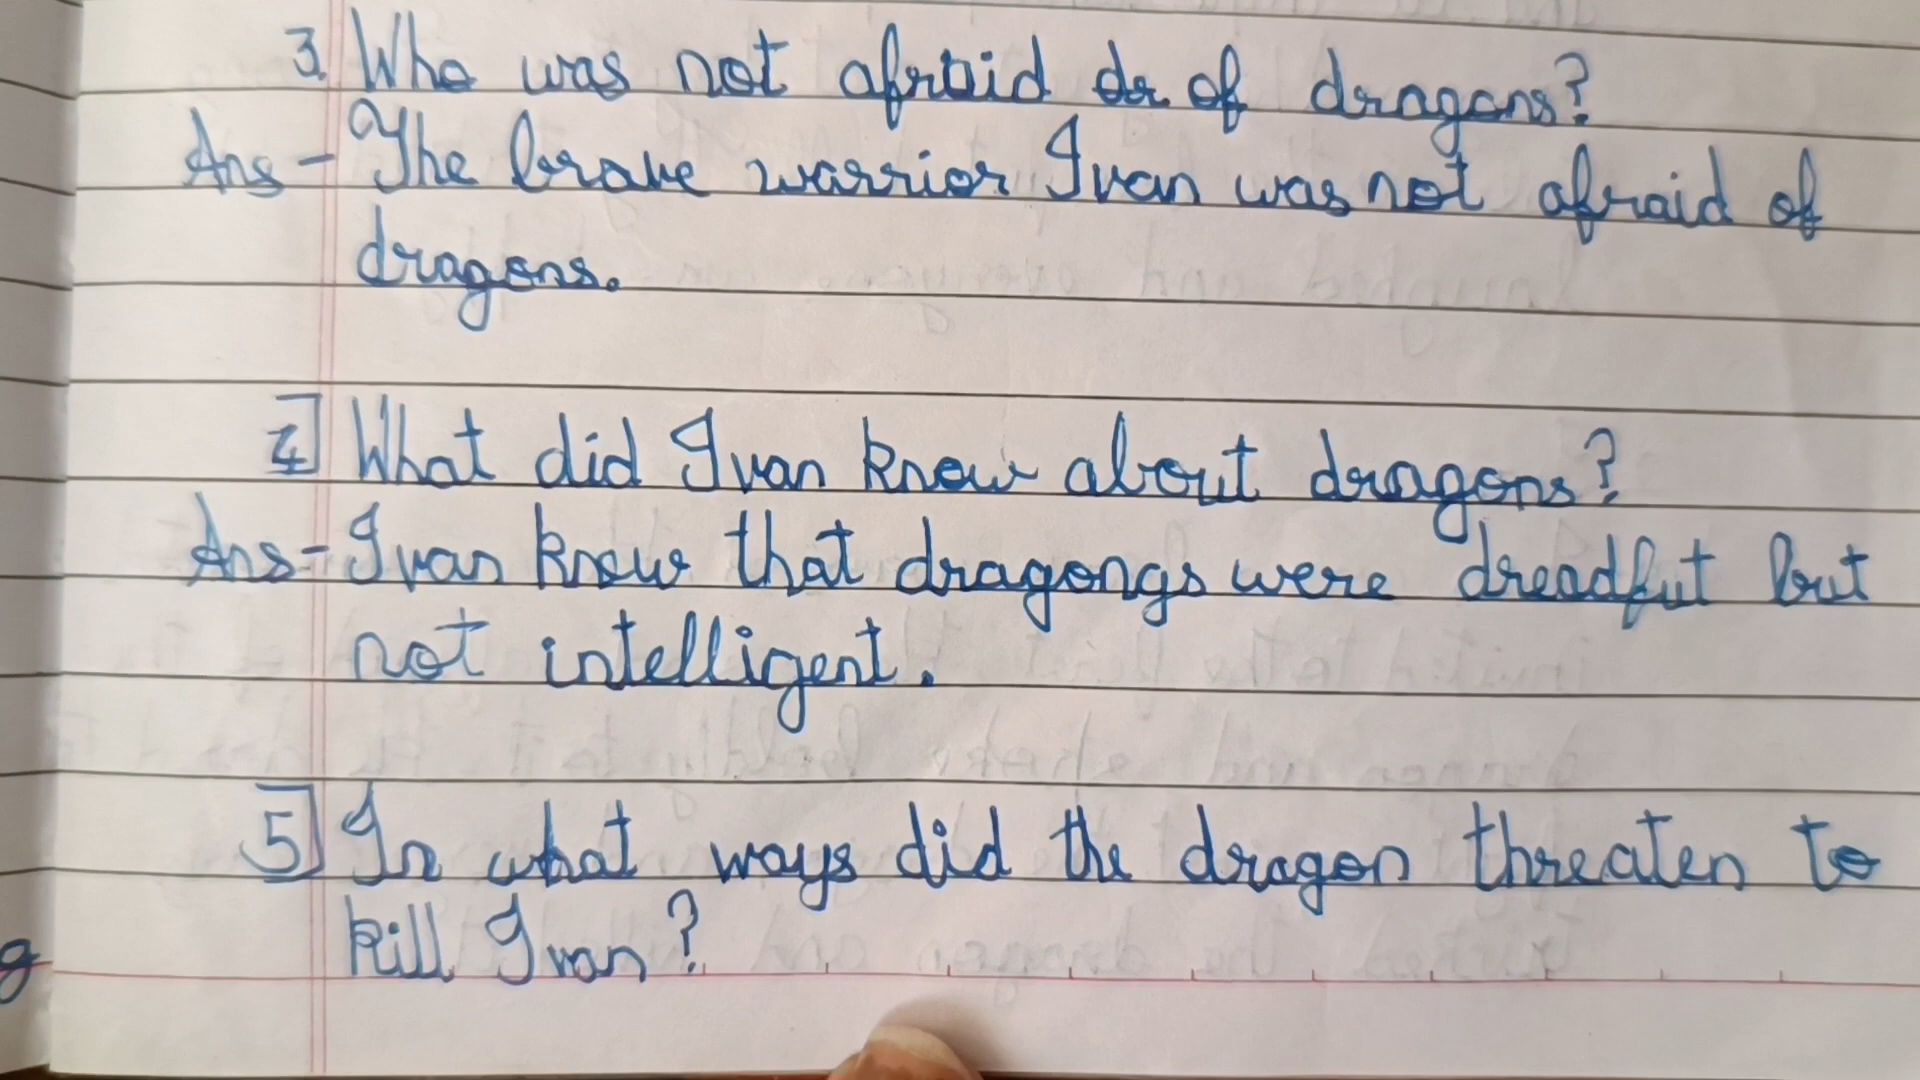 3. Who was not afraid or of dragons?
Ans - The brave warrior Ivan was not afraid of
dragons.
4] What did Ivan know about dragons?
Ans - Ivan know that dragongs were dreadfut but
not intelligent.
5] In what ways did the dragon threaten to
kill Ivan?
g